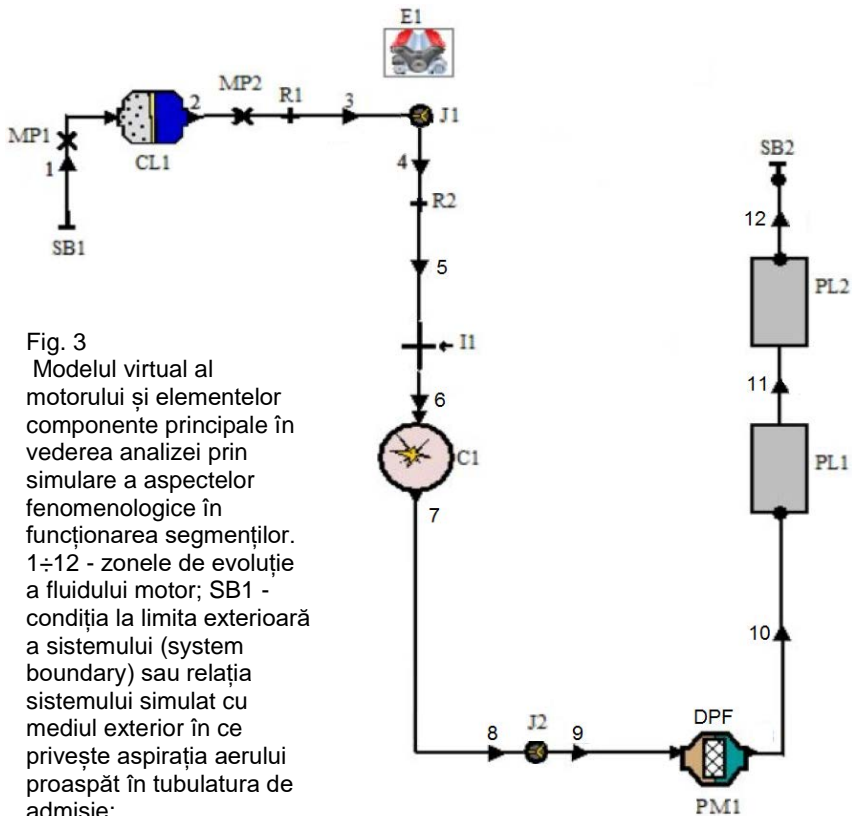 E1
MP1
1
SB1
CL1
2
MP2
R1
3
J1
4
R2
5
I1
6
C1
7
8
J2
9
DPF
PM1
10
PL1
11
PL2
12
SB2
Fig. 3
Modelul virtual al
motorului și elementelor
componente principale în
vederea analizei prin
simulare a aspectelor
fenomenologice în
funcționarea segmenților.
1÷12 - zonele de evoluție
a fluidului motor; SB1 -
condiția la limita exterioară
a sistemului (system
boundary) sau relația
sistemului simulat cu
mediul exterior în ce
privește aspirația aerului
proaspăt în tubulatura de
admisie;